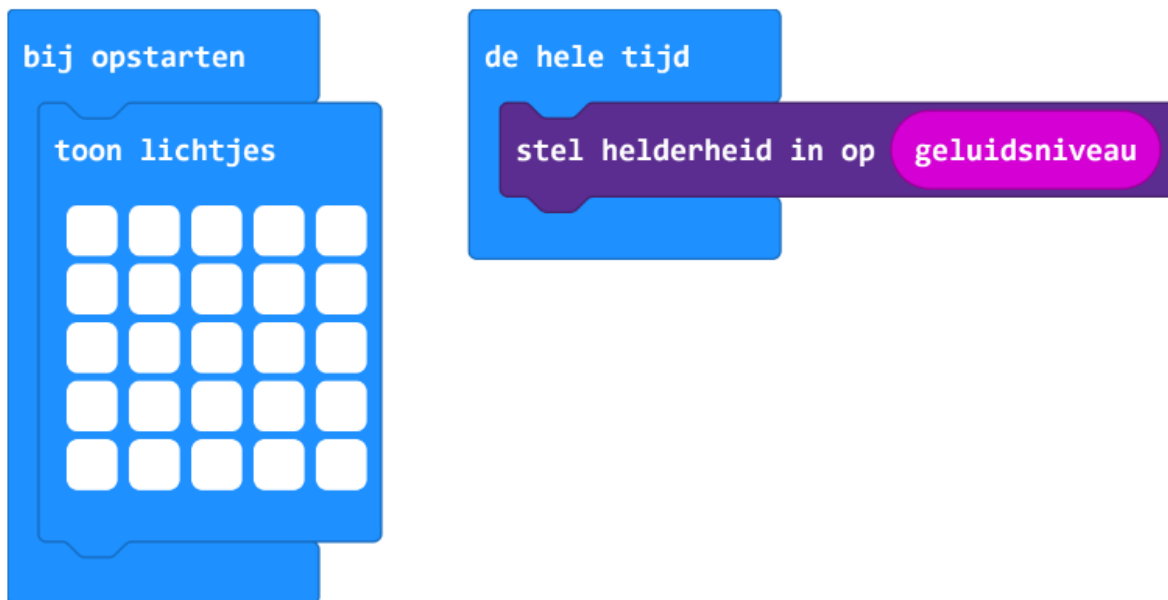 bij opstarten
toon lichtjes
de hele tijd
stel helderheid in op geluidsniveau